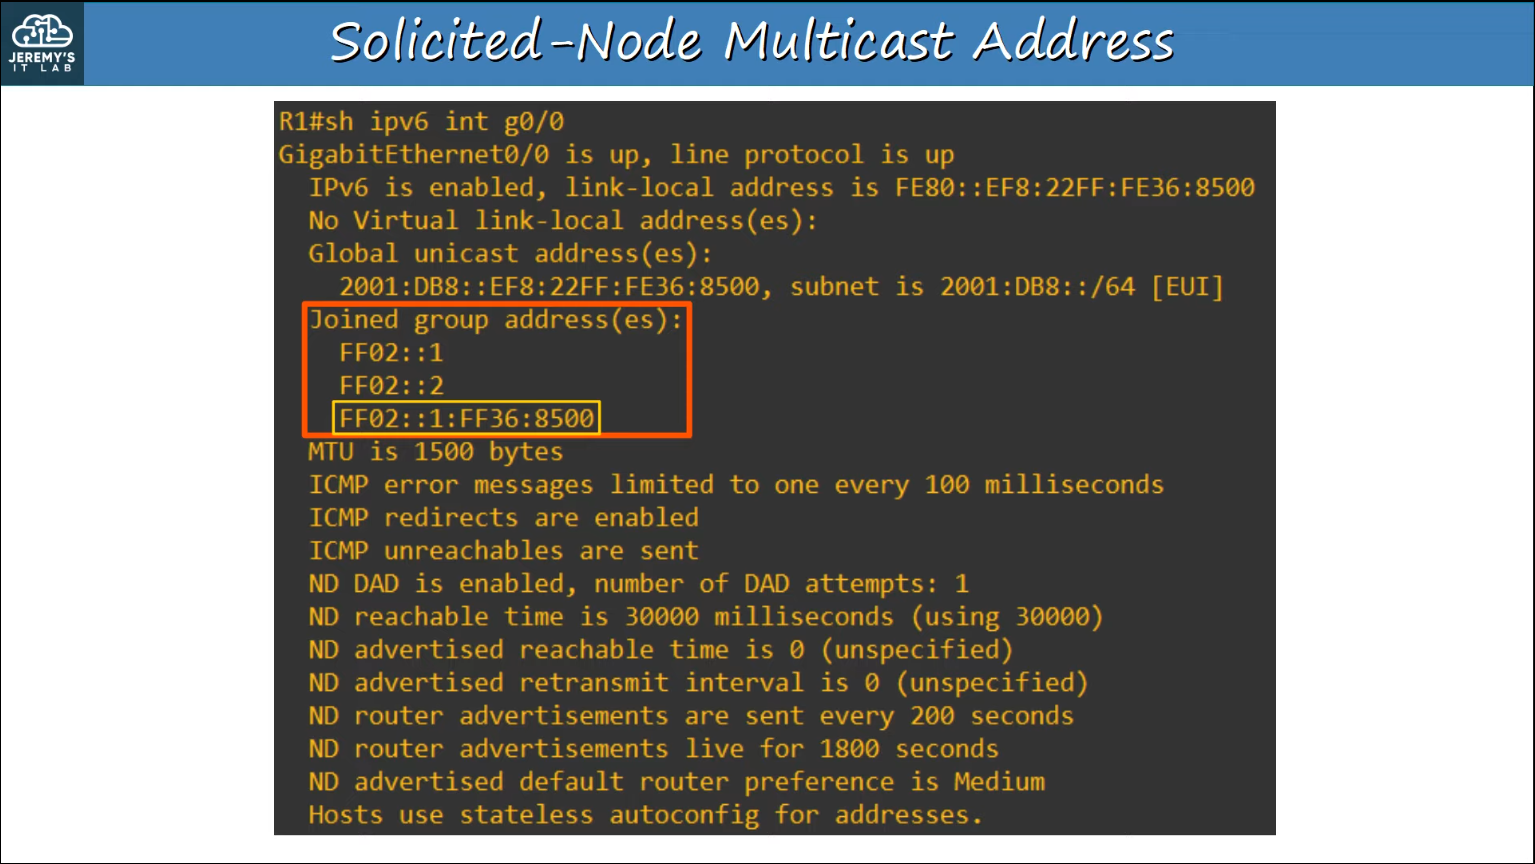 JEREMY'S
IT LAB
Solicited-Node Multicast Address
R1#sh ipv6 int g0/0
GigabitEthernet0/0 is up, line protocol is up
IPv6 is enabled, link-local address is FE80::EF8:22FF:FE36:8500
No Virtual link-local address(es):
Global unicast address(es):
2001:DB8::EF8:22FF:FE36:8500, subnet is 2001:DB8::/64 [EUI]
Joined group address(es):
FF02::1
FF02::2
FF02::1:FF36:8500
MTU is 1500 bytes
ICMP error messages limited to one every 100 milliseconds
ICMP redirects are enabled
ICMP unreachables are sent
ND DAD is enabled, number of DAD attempts: 1
ND reachable time is 30000 milliseconds (using 30000)
ND advertised reachable time is 0 (unspecified)
ND advertised retransmit interval is 0 (unspecified)
ND router advertisements are sent every 200 seconds
ND router advertisements live for 1800 seconds
ND advertised default router preference is Medium
Hosts use stateless autoconfig for addresses.